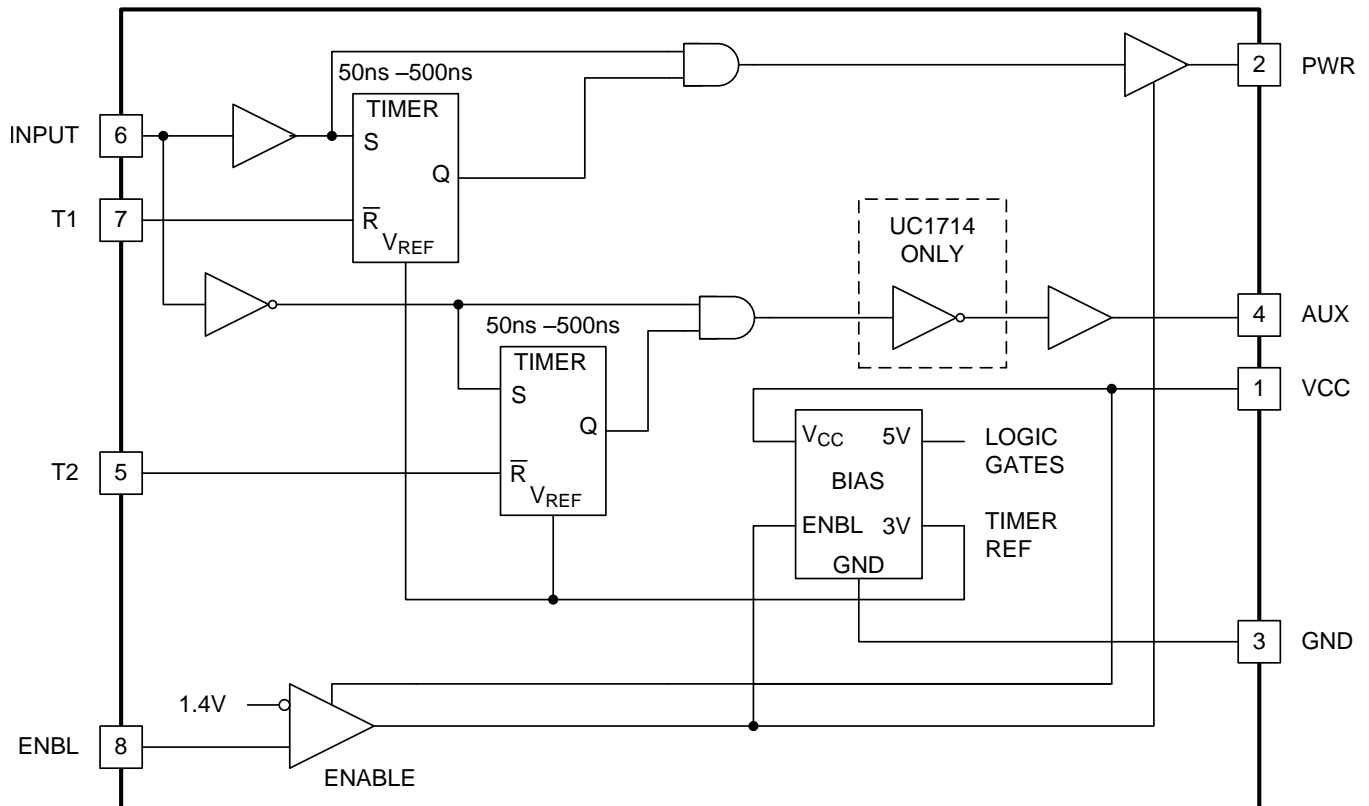 50ns –500ns
2
PWR
TIMER
INPUT
6
S
Q
T1
7
R̅
VREF
UC1714
ONLY
50ns –500ns
4
AUX
TIMER
1
VCC
S
Q
VCC
5V
LOGIC
GATES
T2
5
R̅
VREF
BIAS
ENBL
3V
TIMER
REF
GND
3
GND
1.4V
ENBL
8
ENABLE